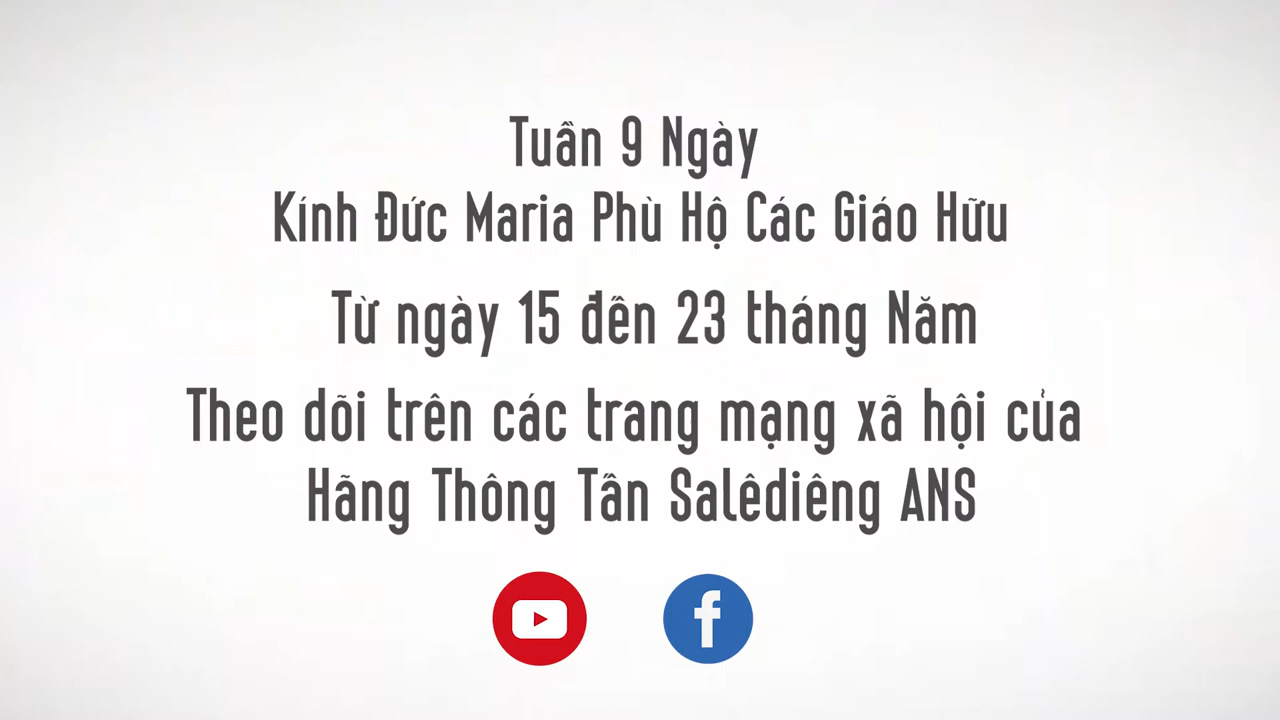 Tuần 9 Ngày
Kính Đức Maria Phù Hộ Các Giáo Hữu
Từ ngày 15 đến 23 tháng Năm
Theo dõi trên các trang mạng xã hội của
Hãng Thông Tấn Salêdiêng ANS